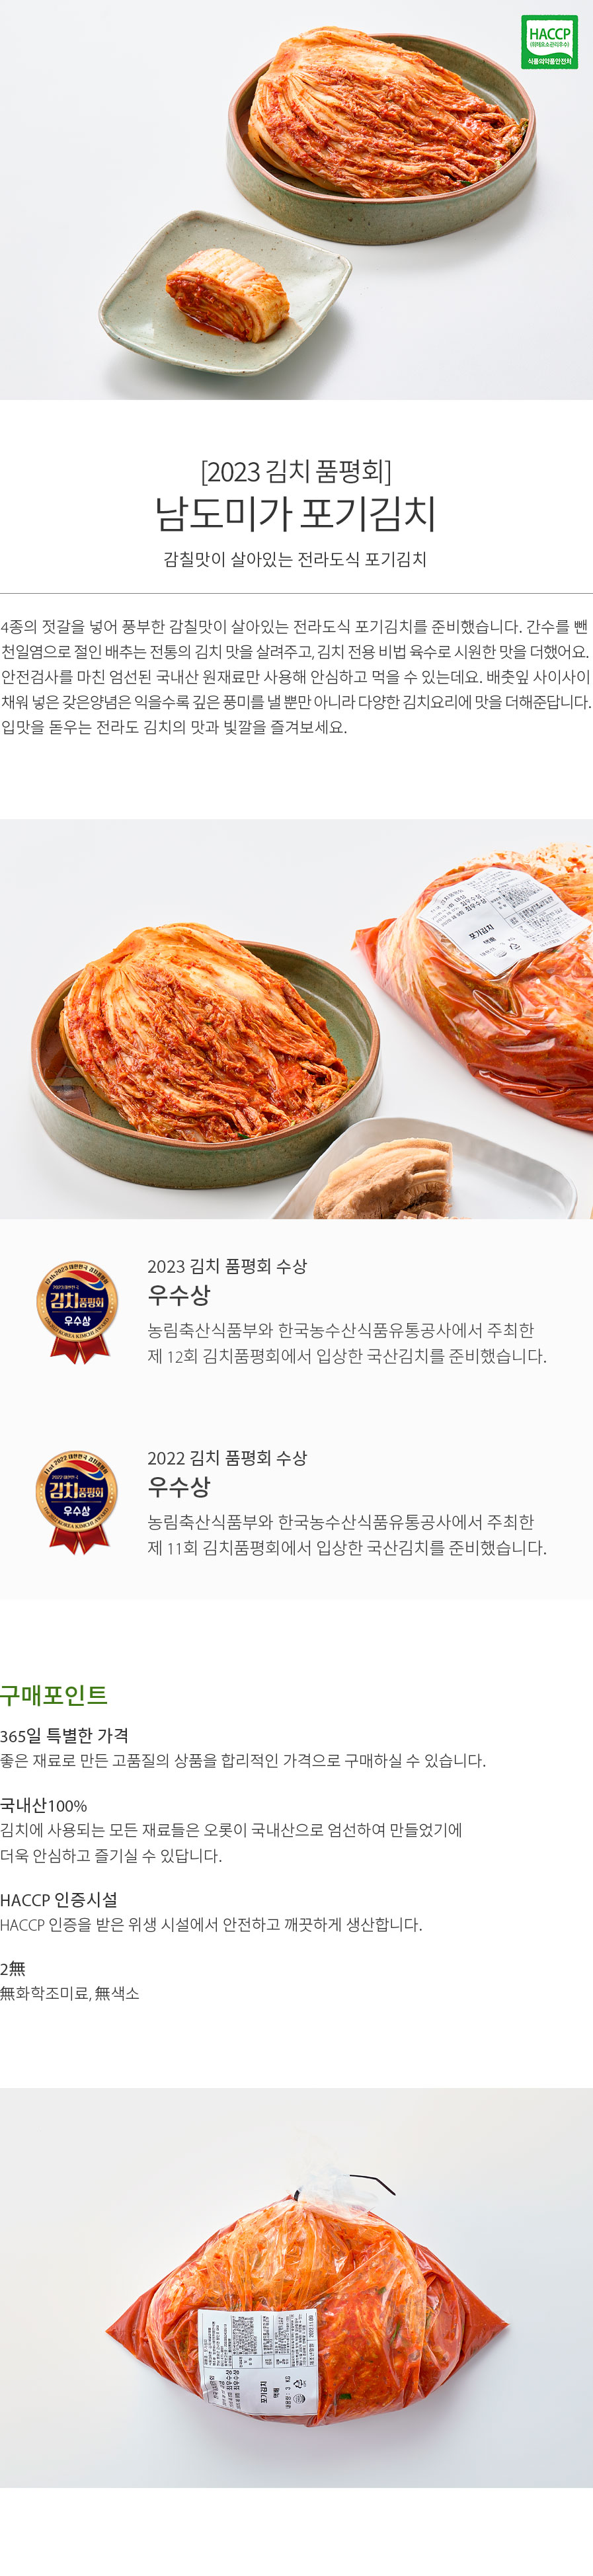 HACCP
식품의약품안전처
[2023 김치 품평회]
남도미가 포기김치
감칠맛이 살아있는 전라도식 포기김치
4종의 젓갈을 넣어 풍부한 감칠맛이 살아있는 전라도식 포기김치를 준비했습니다. 간수를 뺀
천일염으로 절인 배추는 전통의 김치 맛을 살려주고, 김치 전용 비법 육수로 시원한 맛을 더했어요.
안전검사를 마친 엄선된 국내산 원재료만 사용해 안심하고 먹을 수 있는데요. 배춧잎 사이사이
채워 넣은 갖은양념은 익을수록 깊은 풍미를 낼 뿐만 아니라 다양한 김치요리에 맛을 더해준답니다.
입맛을 돋우는 전라도 김치의 맛과 빛깔을 즐겨보세요.
포기김치
김치품평회
우수상
2023 김치 품평회 수상
우수상
농림축산식품부와 한국농수산식품유통공사에서 주최한
제 12회 김치품평회에서 입상한 국산김치를 준비했습니다.
김치품평회
우수상
2022 김치 품평회 수상
우수상
농림축산식품부와 한국농수산식품유통공사에서 주최한
제 11회 김치품평회에서 입상한 국산김치를 준비했습니다.
구매포인트
365일 특별한 가격
좋은 재료로 만든 고품질의 상품을 합리적인 가격으로 구매하실 수 있습니다.
국내산100%
김치에 사용되는 모든 재료들은 오롯이 국내산으로 엄선하여 만들었기에
더욱 안심하고 즐기실 수 있답니다.
HACCP 인증시설
HACCP 인증을 받은 위생 시설에서 안전하고 깨끗하게 생산합니다.
2無
無화학조미료, 無색소
포기김치